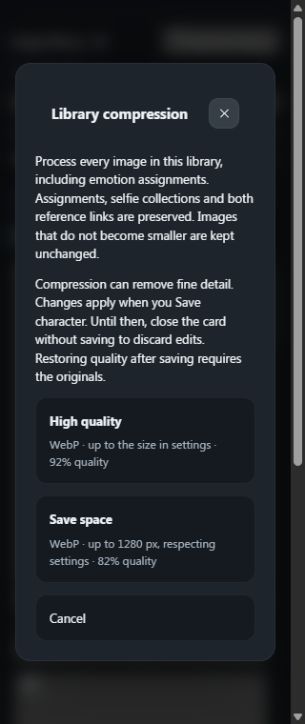 Library compression
Process every image in this library,
including emotion assignments.
Assignments, selfie collections and both
reference links are preserved. Images
that do not become smaller are kept
unchanged.
Compression can remove fine detail.
Changes apply when you Save
character. Until then, close the card
without saving to discard edits.
Restoring quality after saving requires
the originals.
High quality
WebP · up to the size in settings ·
92% quality
Save space
WebP · up to 1280 px, respecting
settings · 82% quality
Cancel